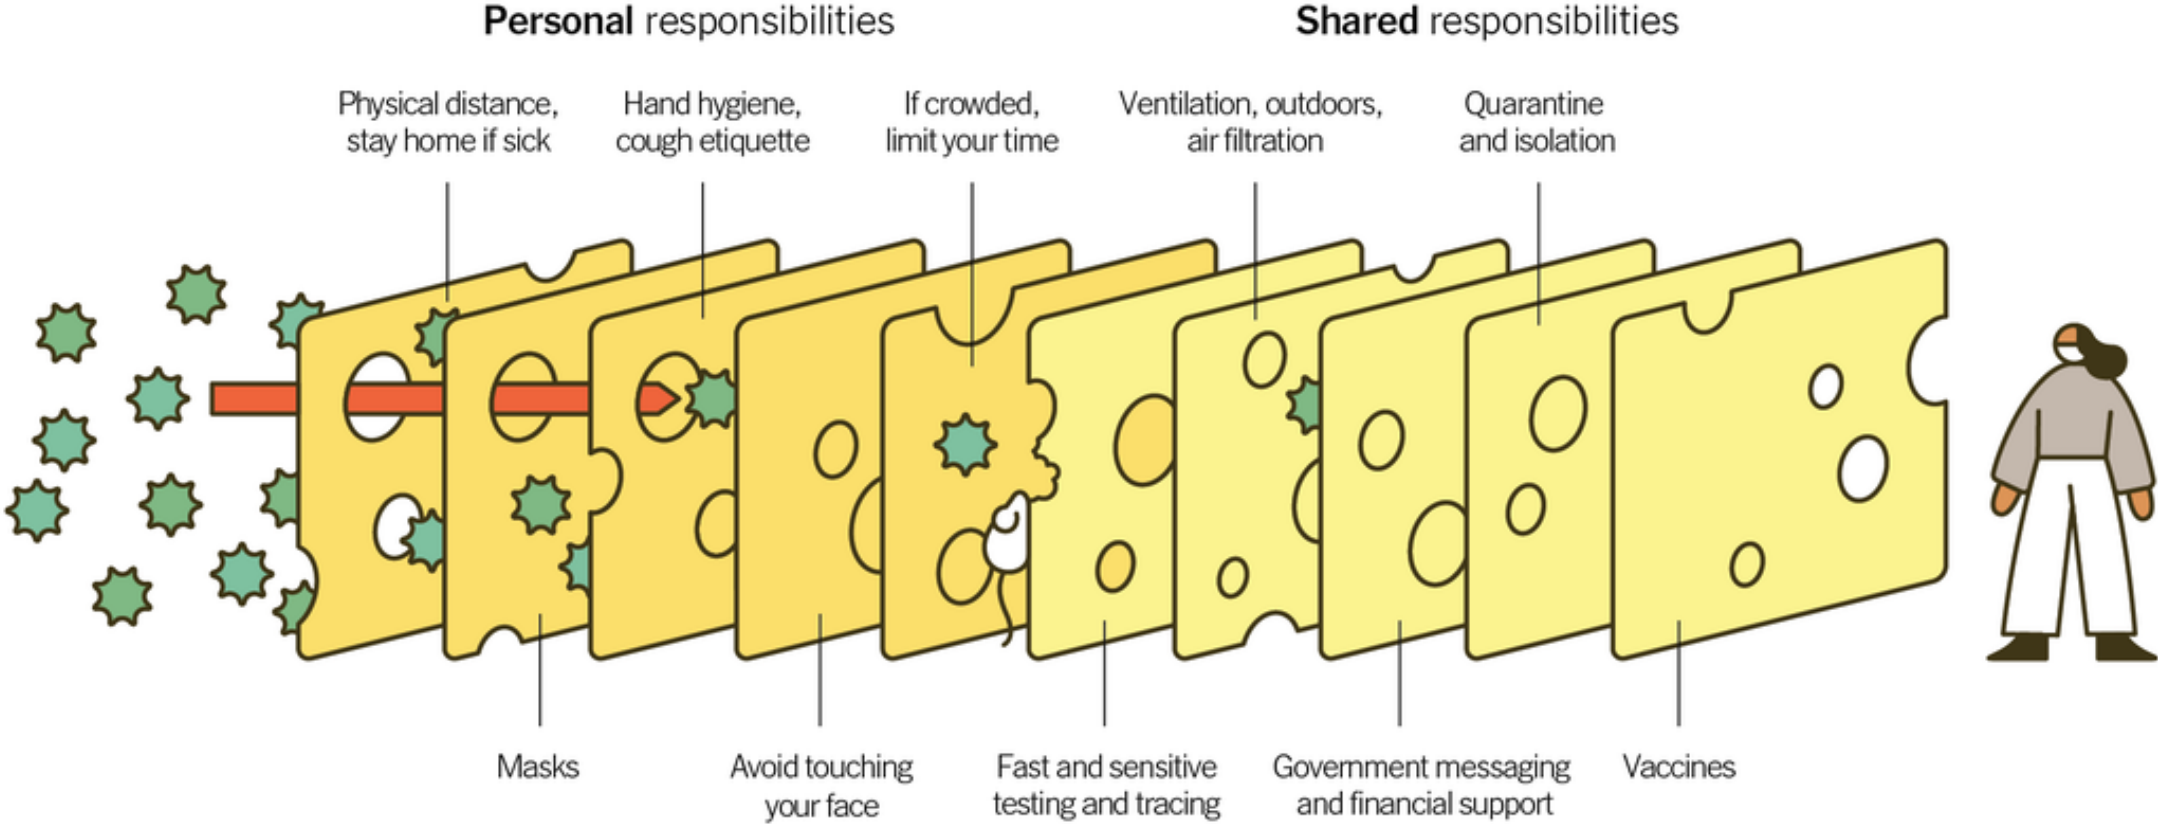 Personal responsibilities
Shared responsibilities
Physical distance,
stay home if sick
Hand hygiene,
cough etiquette
If crowded,
limit your time
Ventilation, outdoors,
air filtration
Quarantine
and isolation
Masks
Avoid touching
your face
Fast and sensitive
testing and tracing
Government messaging
and financial support
Vaccines